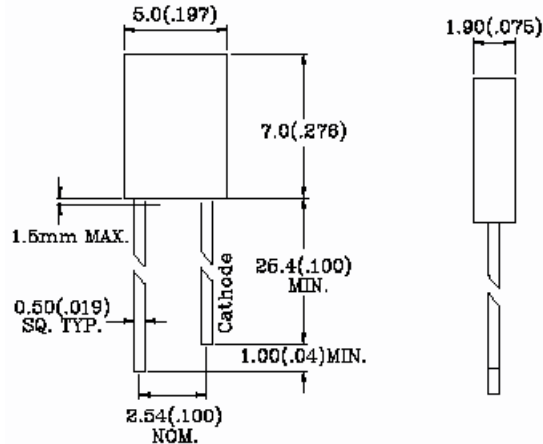 5.0(.197)
1.90(.075)
7.0(.276)
1.5mm MAX.
25.4(.100)
MIN.
Cathode
0.50(.019)
SQ. TYP.
1.00(.04)MIN.
2.54(.100)
NOM.